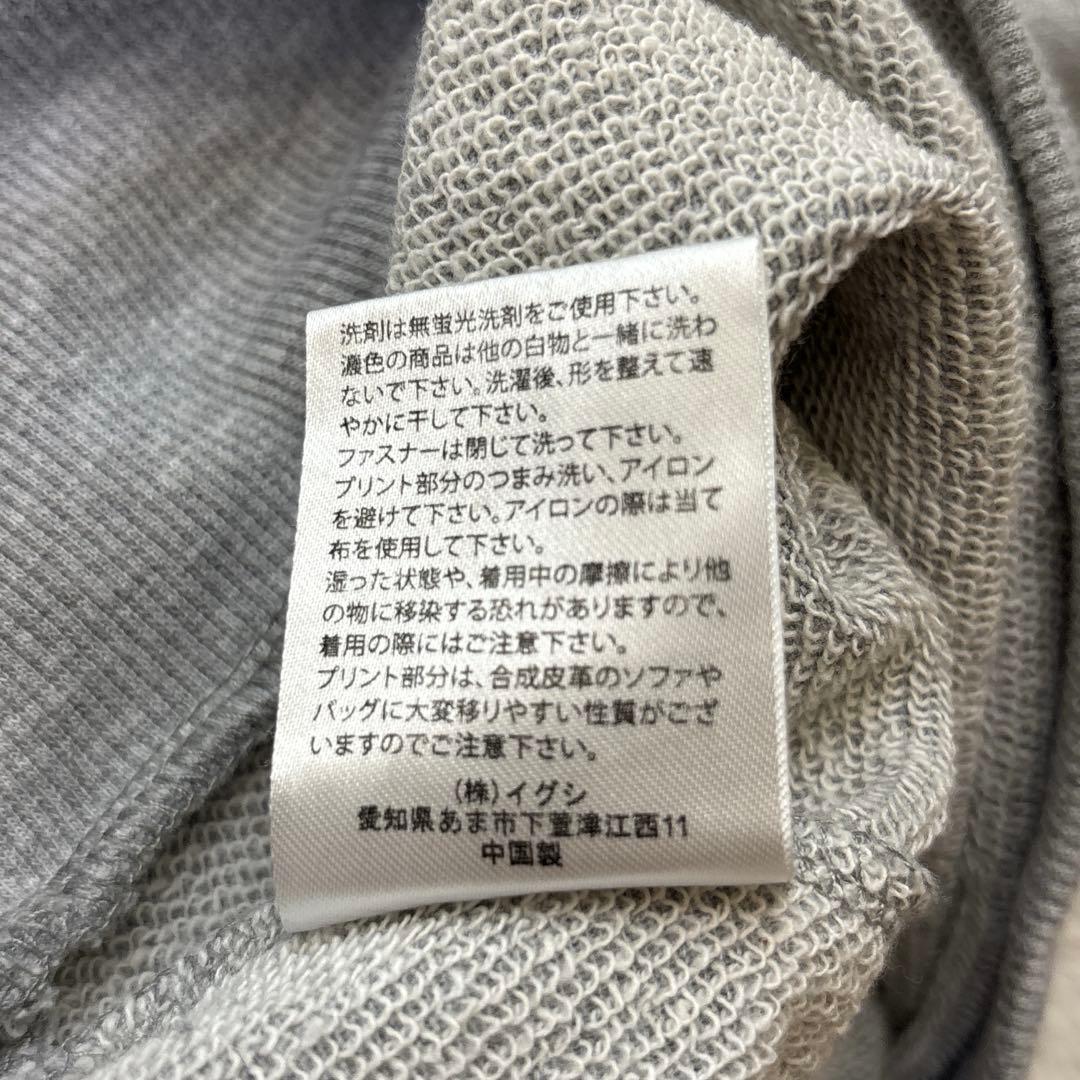 洗剤は無蛍光洗剤をご使用下さい。
濃色の商品は他の白物と一緒に洗わ
ないで下さい。洗濯後、形を整えて速
やかに干して下さい。
ファスナーは閉じて洗って下さい。
プリント部分のつまみ洗い、アイロン
を避けて下さい。アイロンの際は当て
布を使用して下さい。
湿った状態や、着用中の摩擦により他
の物に移染する恐れがありますので、
着用の際にはご注意下さい。
プリント部分は、合成皮革のソファや
バッグに大変移りやすい性質がござ
いますのでご注意下さい。
(株)イグシ
愛知県あま市下萱津江西11
中国製